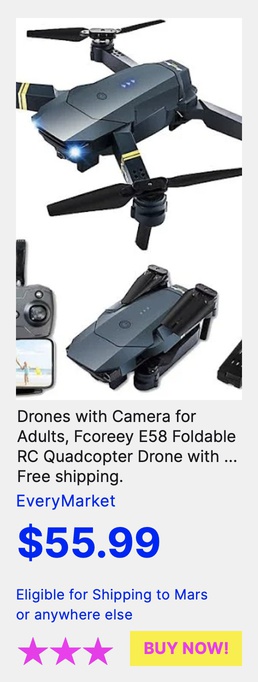 Drones with Camera for
Adults, Fcoreey E58 Foldable
RC Quadcopter Drone with ...
Free shipping.
EveryMarket
$55.99
Eligible for Shipping to Mars
or anywhere else
BUY NOW!